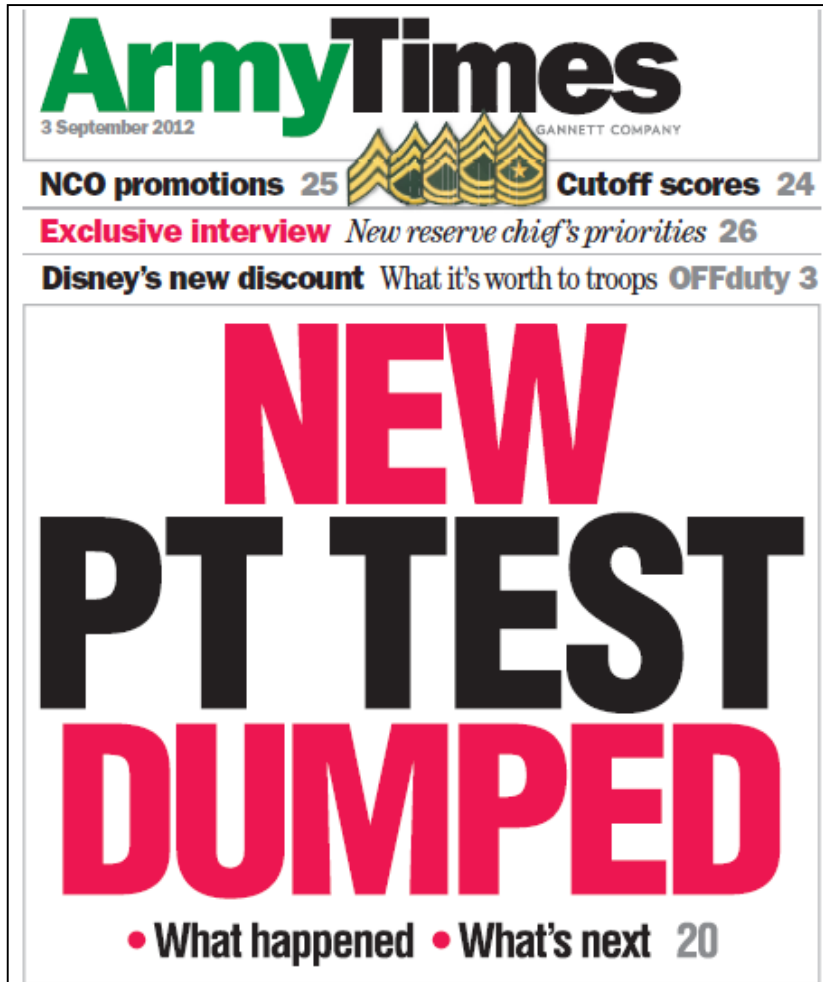 ArmyTimes
3 September 2012
GANNETT COMPANY
NCO promotions 25 Cutoff scores 24
Exclusive interview New reserve chief's priorities 26
Disney's new discount What it's worth to troops OFFduty 3
NEW
PT TEST
DUMPED
• What happened • What's next 20